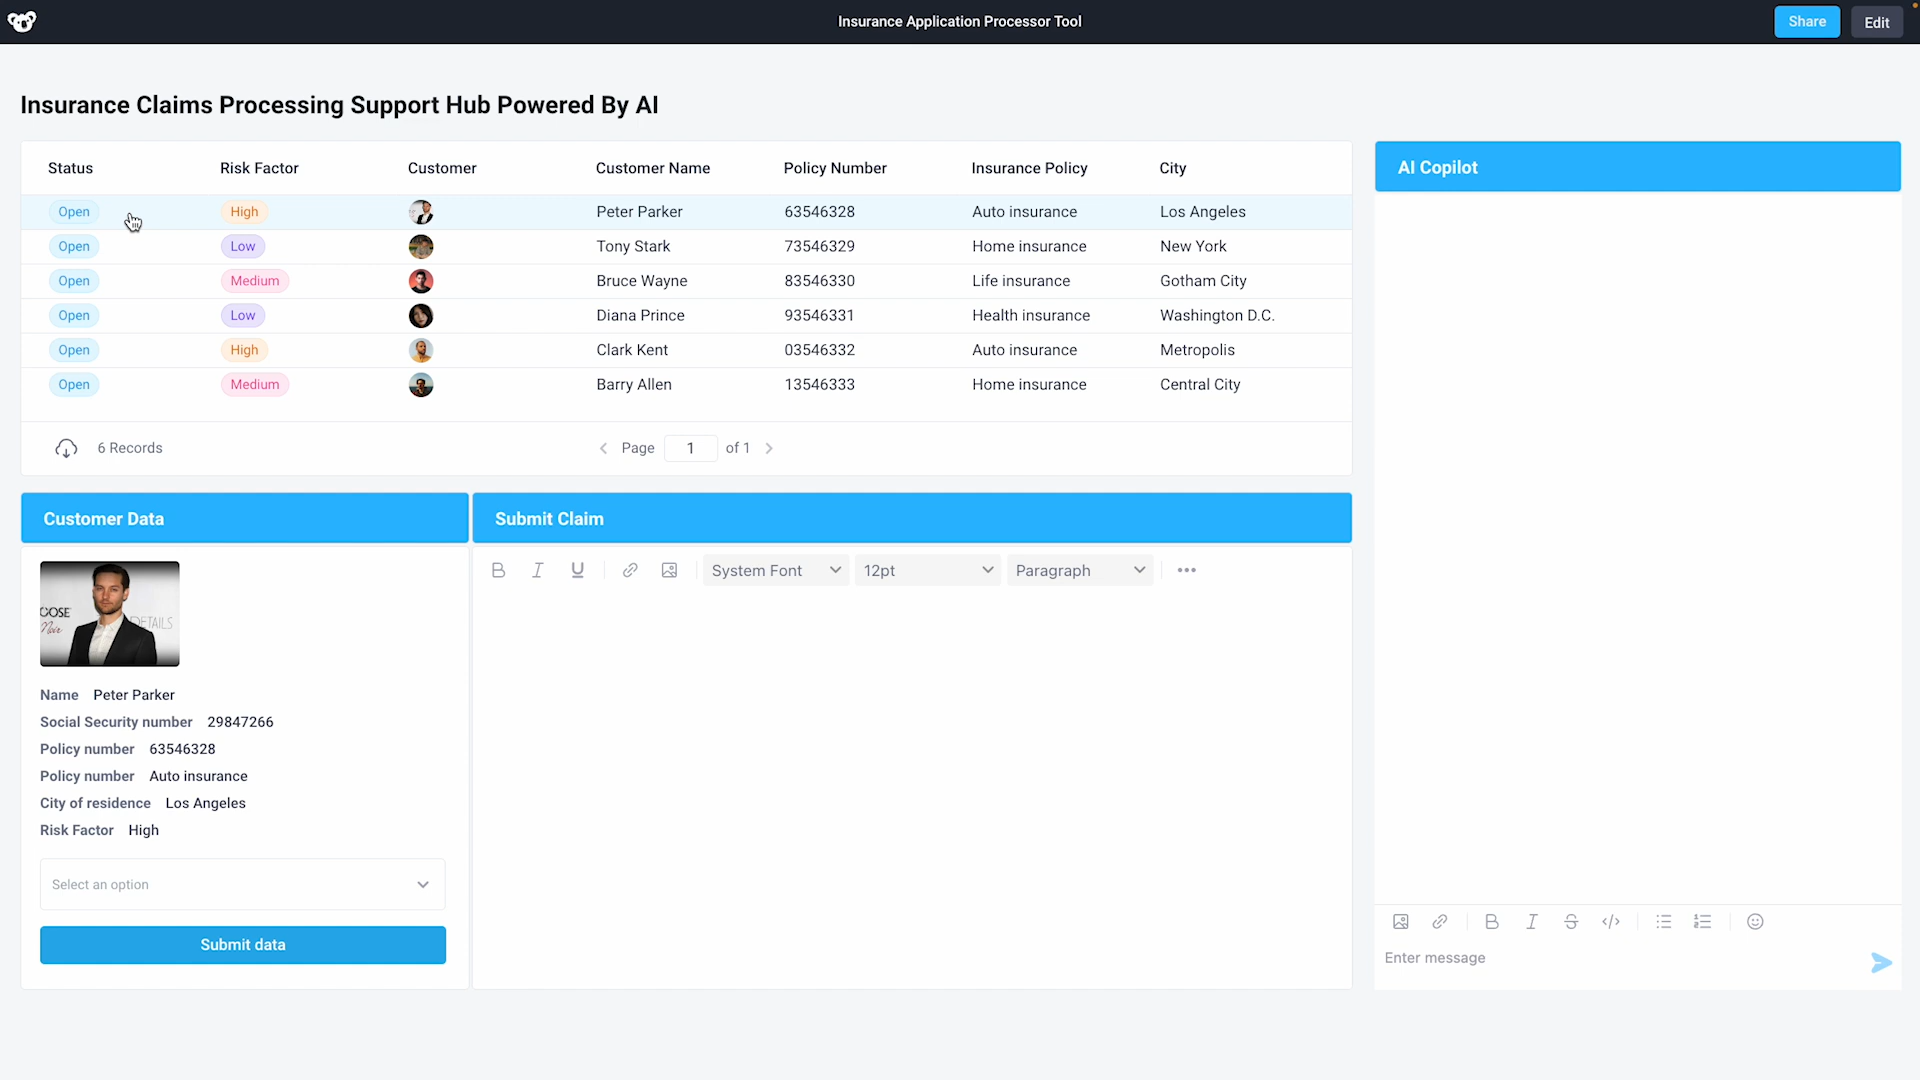 Insurance Application Processor Tool
Share
Edit
Insurance Claims Processing Support Hub Powered By AI
Status Risk Factor Customer Customer Name Policy Number Insurance Policy City
Open High Peter Parker 63546328 Auto insurance Los Angeles
Open Low Tony Stark 73546329 Home insurance New York
Open Medium Bruce Wayne 83546330 Life insurance Gotham City
Open Low Diana Prince 93546331 Health insurance Washington D.C.
Open High Clark Kent 03546332 Auto insurance Metropolis
Open Medium Barry Allen 13546333 Home insurance Central City
6 Records
Page 1 of 1
Customer Data
GOSE
Noir
DETAILS
Name Peter Parker
Social Security number 29847266
Policy number 63546328
Policy number Auto insurance
City of residence Los Angeles
Risk Factor High
Select an option
Submit data
Submit Claim
B I U System Font 12pt Paragraph
AI Copilot
B I S
Enter message